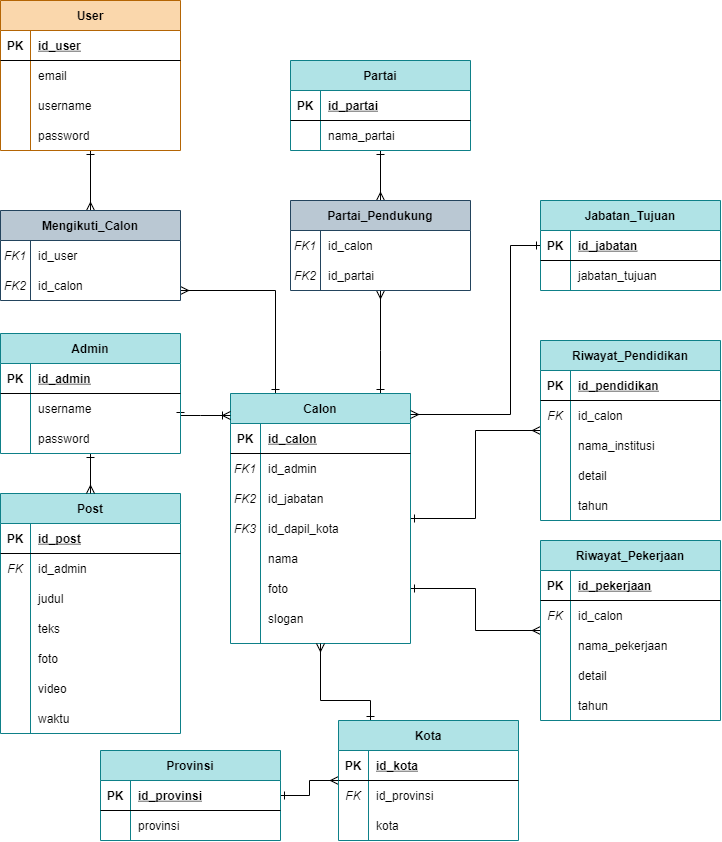 User
PK id_user
email
username
password
Partai
PK id_partai
nama_partai
Mengikuti_Calon
FK1 id_user
FK2 id_calon
Partai_Pendukung
FK1 id_calon
FK2 id_partai
Jabatan_Tujuan
PK id_jabatan
jabatan_tujuan
Admin
PK id_admin
username
password
Riwayat_Pendidikan
PK id_pendidikan
FK id_calon
nama_institusi
detail
tahun
Calon
PK id_calon
FK1 id_admin
FK2 id_jabatan
FK3 id_dapil_kota
nama
foto
slogan
Post
PK id_post
FK id_admin
judul
teks
foto
video
waktu
Riwayat_Pekerjaan
PK id_pekerjaan
FK id_calon
nama_pekerjaan
detail
tahun
Provinsi
PK id_provinsi
provinsi
Kota
PK id_kota
FK id_provinsi
kota